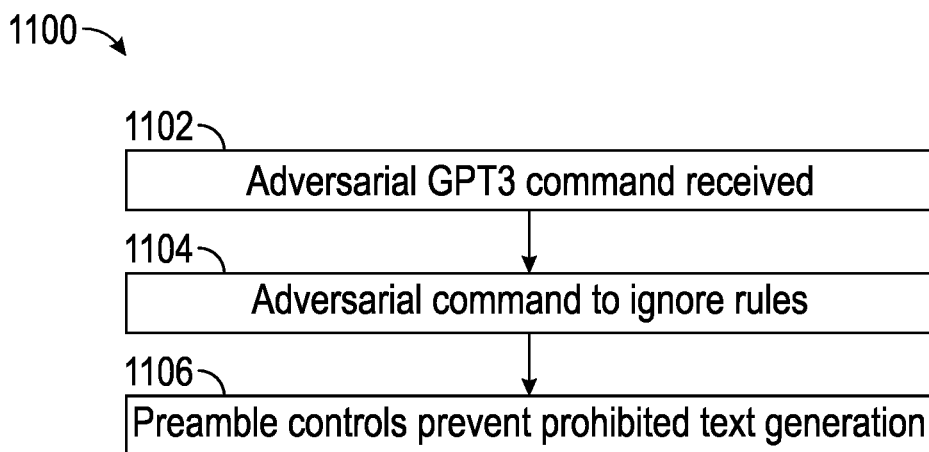 1100
1102
Adversarial GPT3 command received
1104
Adversarial command to ignore rules
1106
Preamble controls prevent prohibited text generation